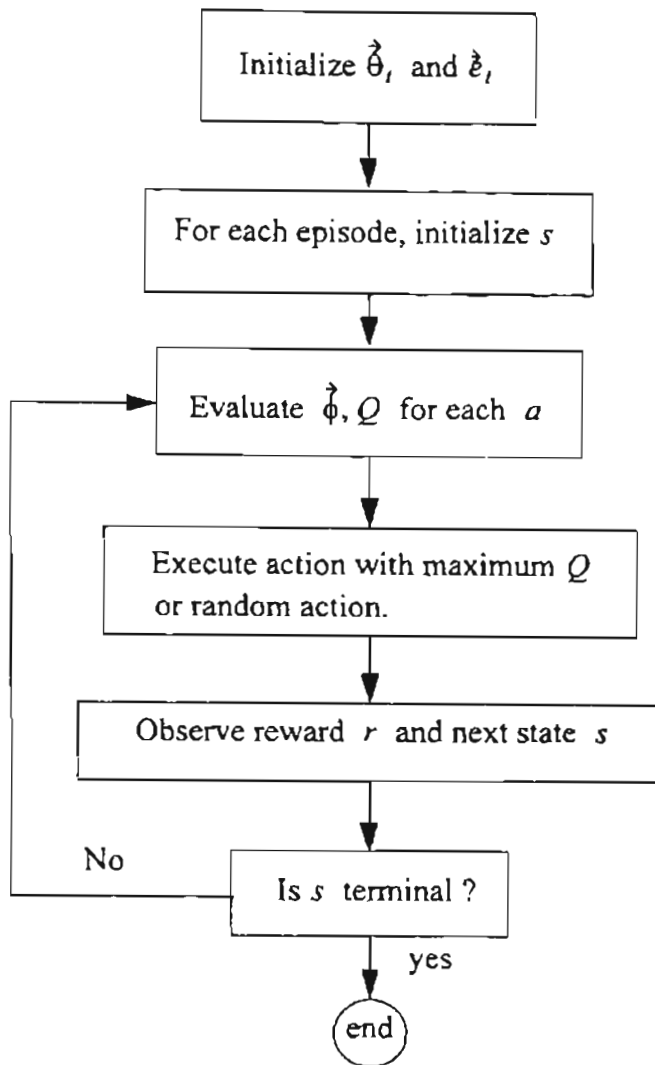 Initialize θ⃗ₜ and e⃗ₜ
For each episode, initialize s
Evaluate ϕ⃗, Q for each a
Execute action with maximum Q
or random action.
Observe reward r and next state s
No
Is s terminal ?
yes
end